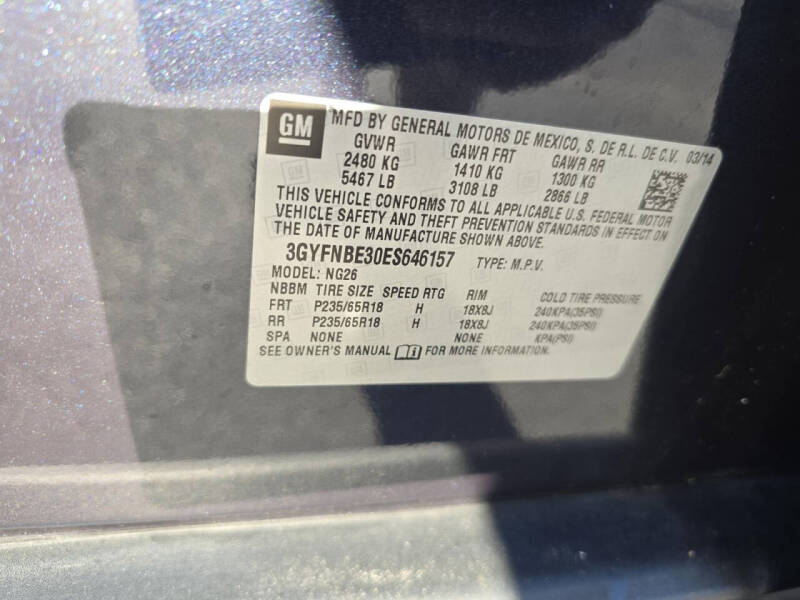 GM MFD BY GENERAL MOTORS DE MEXICO, S. DE R.L. DE C.V. 03/14
GVWR GAWR FRT GAWR RR
2480 KG 1410 KG 1300 KG
5467 LB 3108 LB 2866 LB
THIS VEHICLE CONFORMS TO ALL APPLICABLE U.S. FEDERAL MOTOR
VEHICLE SAFETY AND THEFT PREVENTION STANDARDS IN EFFECT ON
THE DATE OF MANUFACTURE SHOWN ABOVE.
3GYFNBE30ES646157 TYPE: M.P.V.
MODEL: NG26
NBBM TIRE SIZE SPEED RTG RIM COLD TIRE PRESSURE
FRT P235/65R18 H 18X8J 240KPA(35PSI)
RR P235/65R18 H 18X8J 240KPA(35PSI)
SPA NONE NONE KPA(PSI)
SEE OWNER'S MANUAL FOR MORE INFORMATION.